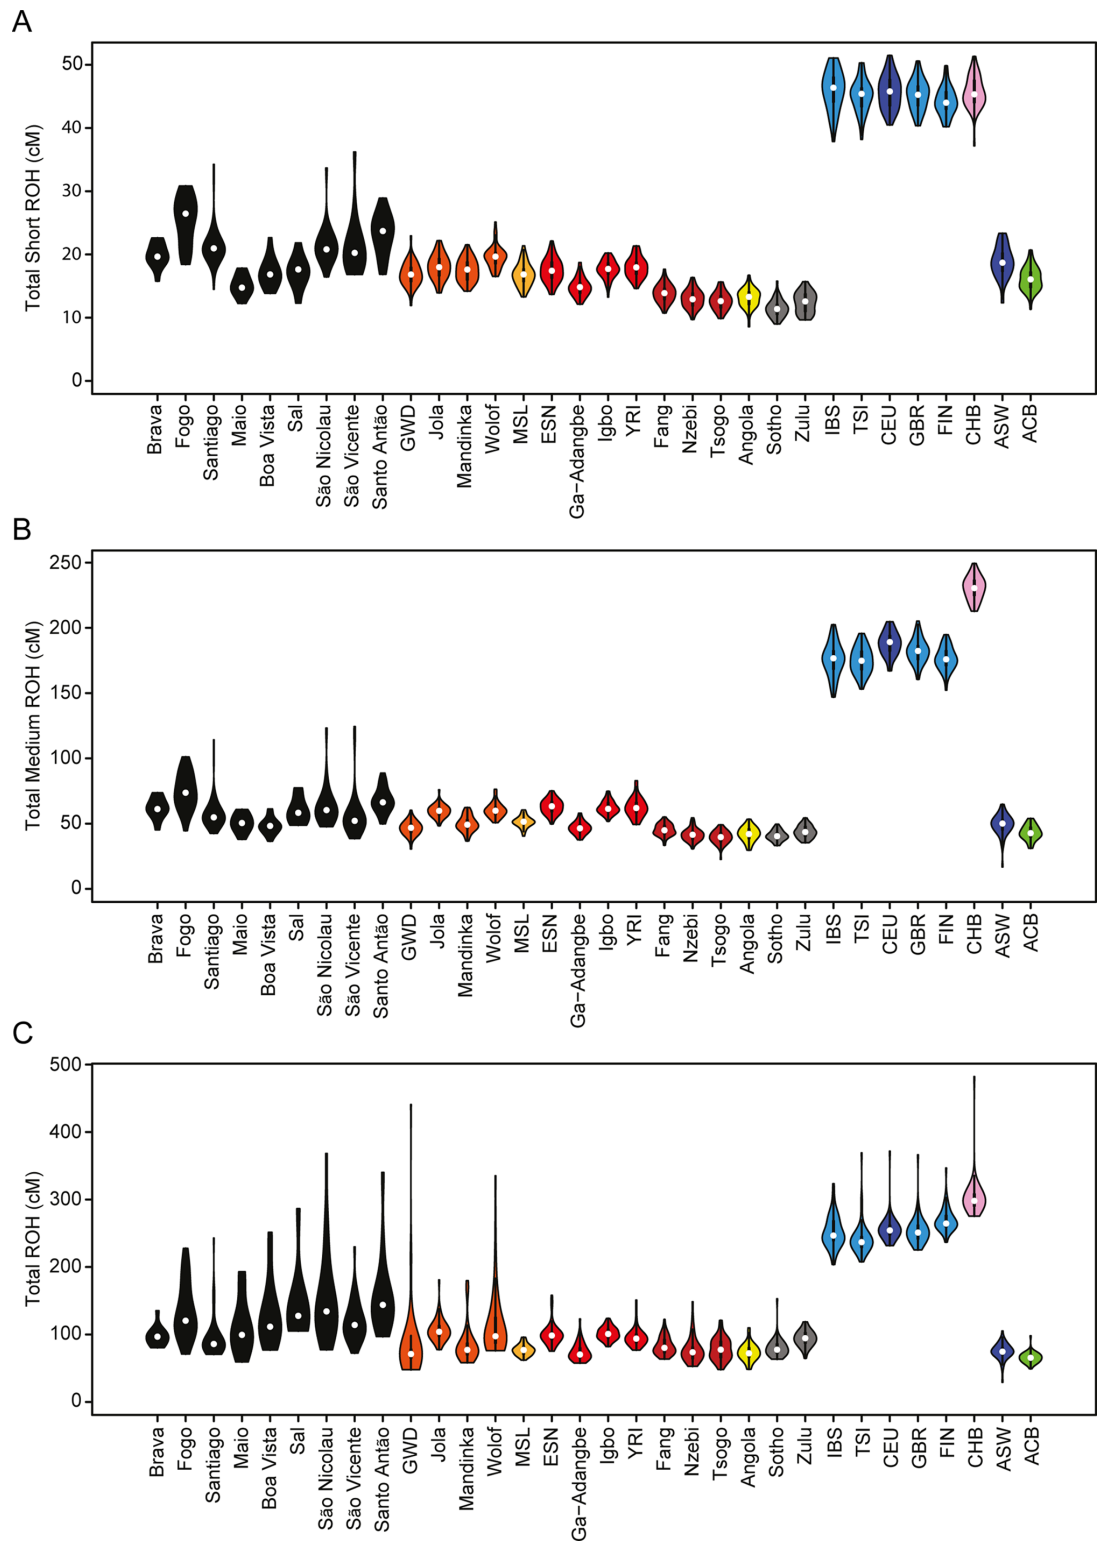 A
Total Short ROH (cM)
50
40
30
20
10
0
Brava
Fogo
Santiago
Maio
Boa Vista
Sal
São Nicolau
São Vicente
Santo Antão
GWD
Jola
Mandinka
Wolof
MSL
ESN
Ga−Adangbe
Igbo
YRI
Fang
Nzebi
Tsogo
Angola
Sotho
Zulu
IBS
TSI
CEU
GBR
FIN
CHB
ASW
ACB
B
Total Medium ROH (cM)
250
200
150
100
50
0
Brava
Fogo
Santiago
Maio
Boa Vista
Sal
São Nicolau
São Vicente
Santo Antão
GWD
Jola
Mandinka
Wolof
MSL
ESN
Ga−Adangbe
Igbo
YRI
Fang
Nzebi
Tsogo
Angola
Sotho
Zulu
IBS
TSI
CEU
GBR
FIN
CHB
ASW
ACB
C
Total ROH (cM)
500
400
300
200
100
0
Brava
Fogo
Santiago
Maio
Boa Vista
Sal
São Nicolau
São Vicente
Santo Antão
GWD
Jola
Mandinka
Wolof
MSL
ESN
Ga−Adangbe
Igbo
YRI
Fang
Nzebi
Tsogo
Angola
Sotho
Zulu
IBS
TSI
CEU
GBR
FIN
CHB
ASW
ACB